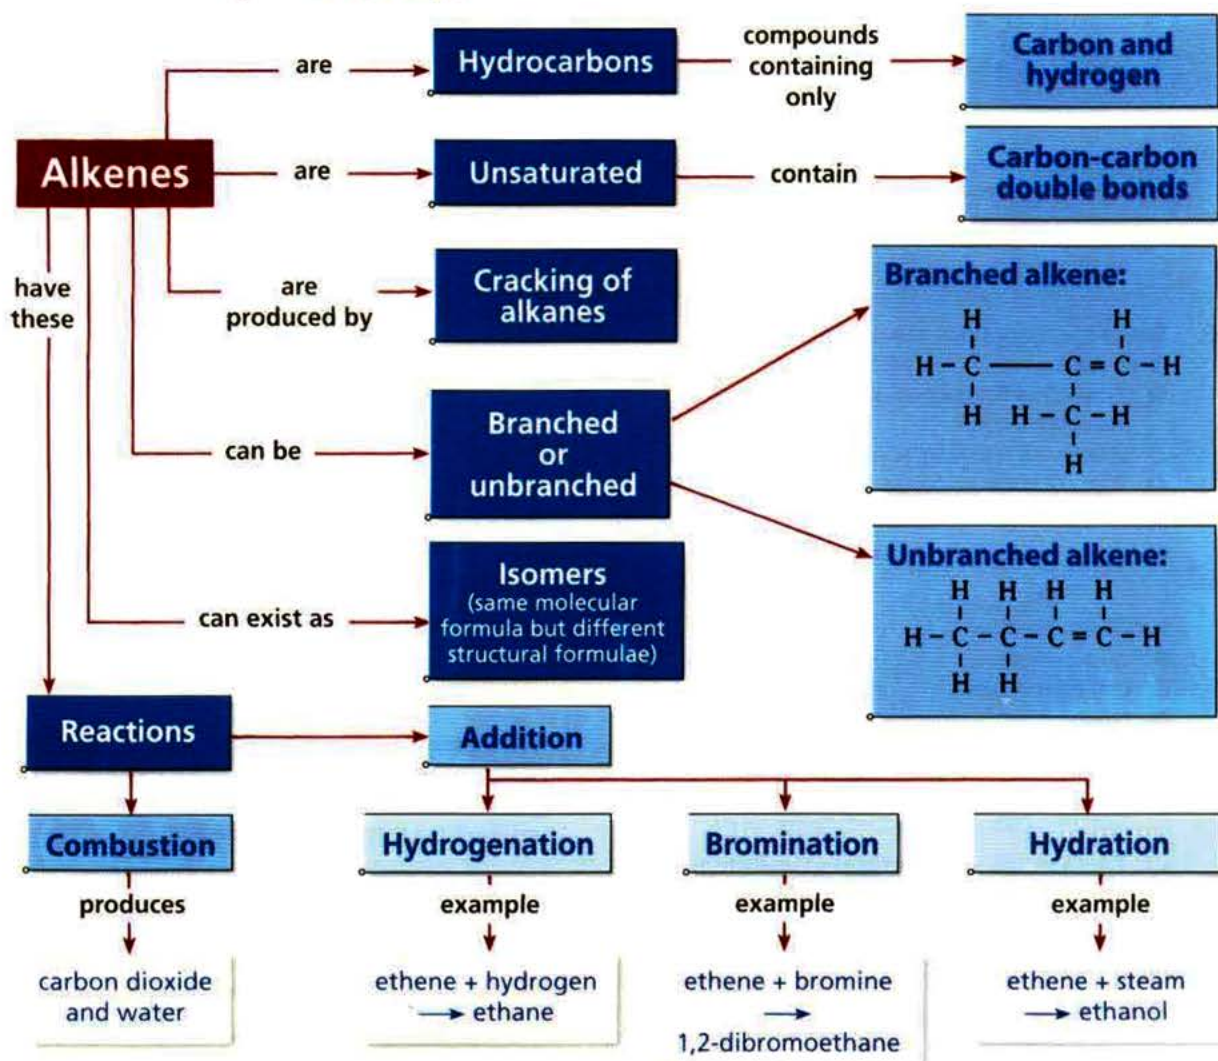 are
Hydrocarbons
compounds
containing
only
Carbon and
hydrogen
Alkenes
are
Unsaturated
contain
Carbon-carbon
double bonds
have
these
are
produced by
Cracking of
alkanes
can be
Branched
or
unbranched
Branched alkene:
H H
H – C — C = C – H
H H – C – H
H
Unbranched alkene:
H H H H
H – C – C – C = C – H
H H
can exist as
Isomers
(same molecular
formula but different
structural formulae)
Reactions
Addition
Combustion
Hydrogenation
Bromination
Hydration
produces
example
example
example
carbon dioxide
and water
ethene + hydrogen
→ ethane
ethene + bromine
→
1,2-dibromoethane
ethene + steam
→ ethanol